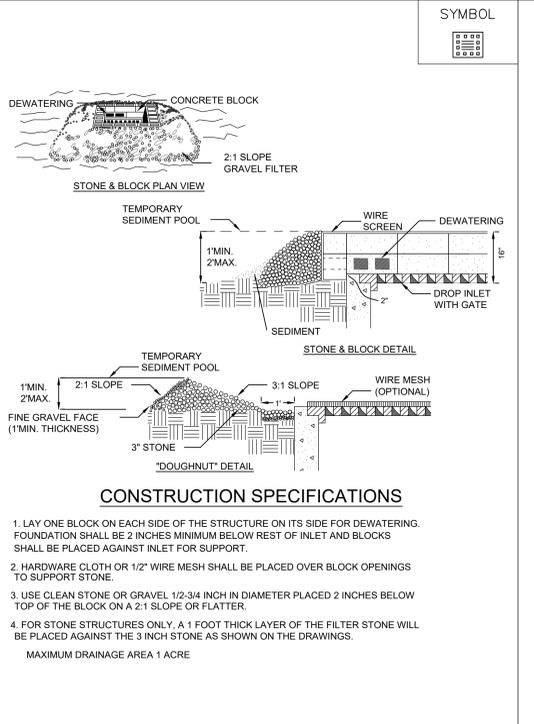 SYMBOL
DEWATERING
CONCRETE BLOCK
2:1 SLOPE
GRAVEL FILTER
STONE & BLOCK PLAN VIEW
TEMPORARY
SEDIMENT POOL
WIRE
SCREEN
DEWATERING
1'MIN.
2'MAX.
16"
DROP INLET
WITH GATE
2"
SEDIMENT
STONE & BLOCK DETAIL
TEMPORARY
SEDIMENT POOL
1'MIN.
2'MAX.
2:1 SLOPE
3:1 SLOPE
WIRE MESH
(OPTIONAL)
1'
FINE GRAVEL FACE
(1'MIN. THICKNESS)
3" STONE
"DOUGHNUT" DETAIL
CONSTRUCTION SPECIFICATIONS
1. LAY ONE BLOCK ON EACH SIDE OF THE STRUCTURE ON ITS SIDE FOR DEWATERING.
FOUNDATION SHALL BE 2 INCHES MINIMUM BELOW REST OF INLET AND BLOCKS
SHALL BE PLACED AGAINST INLET FOR SUPPORT.
2. HARDWARE CLOTH OR 1/2" WIRE MESH SHALL BE PLACED OVER BLOCK OPENINGS
TO SUPPORT STONE.
3. USE CLEAN STONE OR GRAVEL 1/2-3/4 INCH IN DIAMETER PLACED 2 INCHES BELOW
TOP OF THE BLOCK ON A 2:1 SLOPE OR FLATTER.
4. FOR STONE STRUCTURES ONLY, A 1 FOOT THICK LAYER OF THE FILTER STONE WILL
BE PLACED AGAINST THE 3 INCH STONE AS SHOWN ON THE DRAWINGS.
MAXIMUM DRAINAGE AREA 1 ACRE